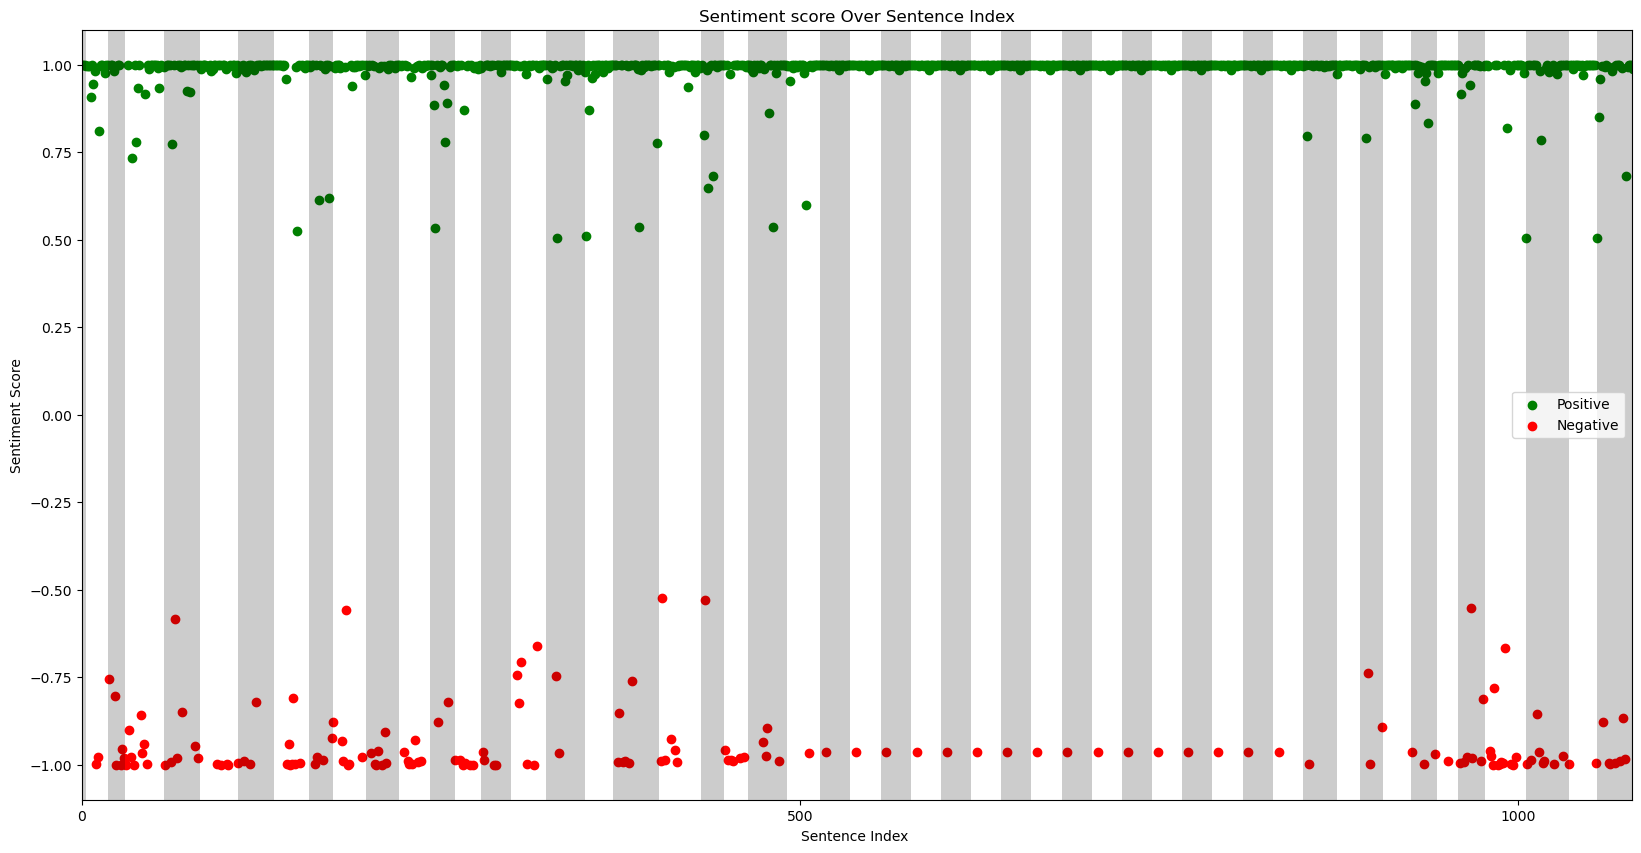 Sentiment score Over Sentence Index
1.00
0.75
0.50
0.25
0.00
−0.25
−0.50
−0.75
−1.00
Sentiment Score
Positive
Negative
0
500
1000
Sentence Index